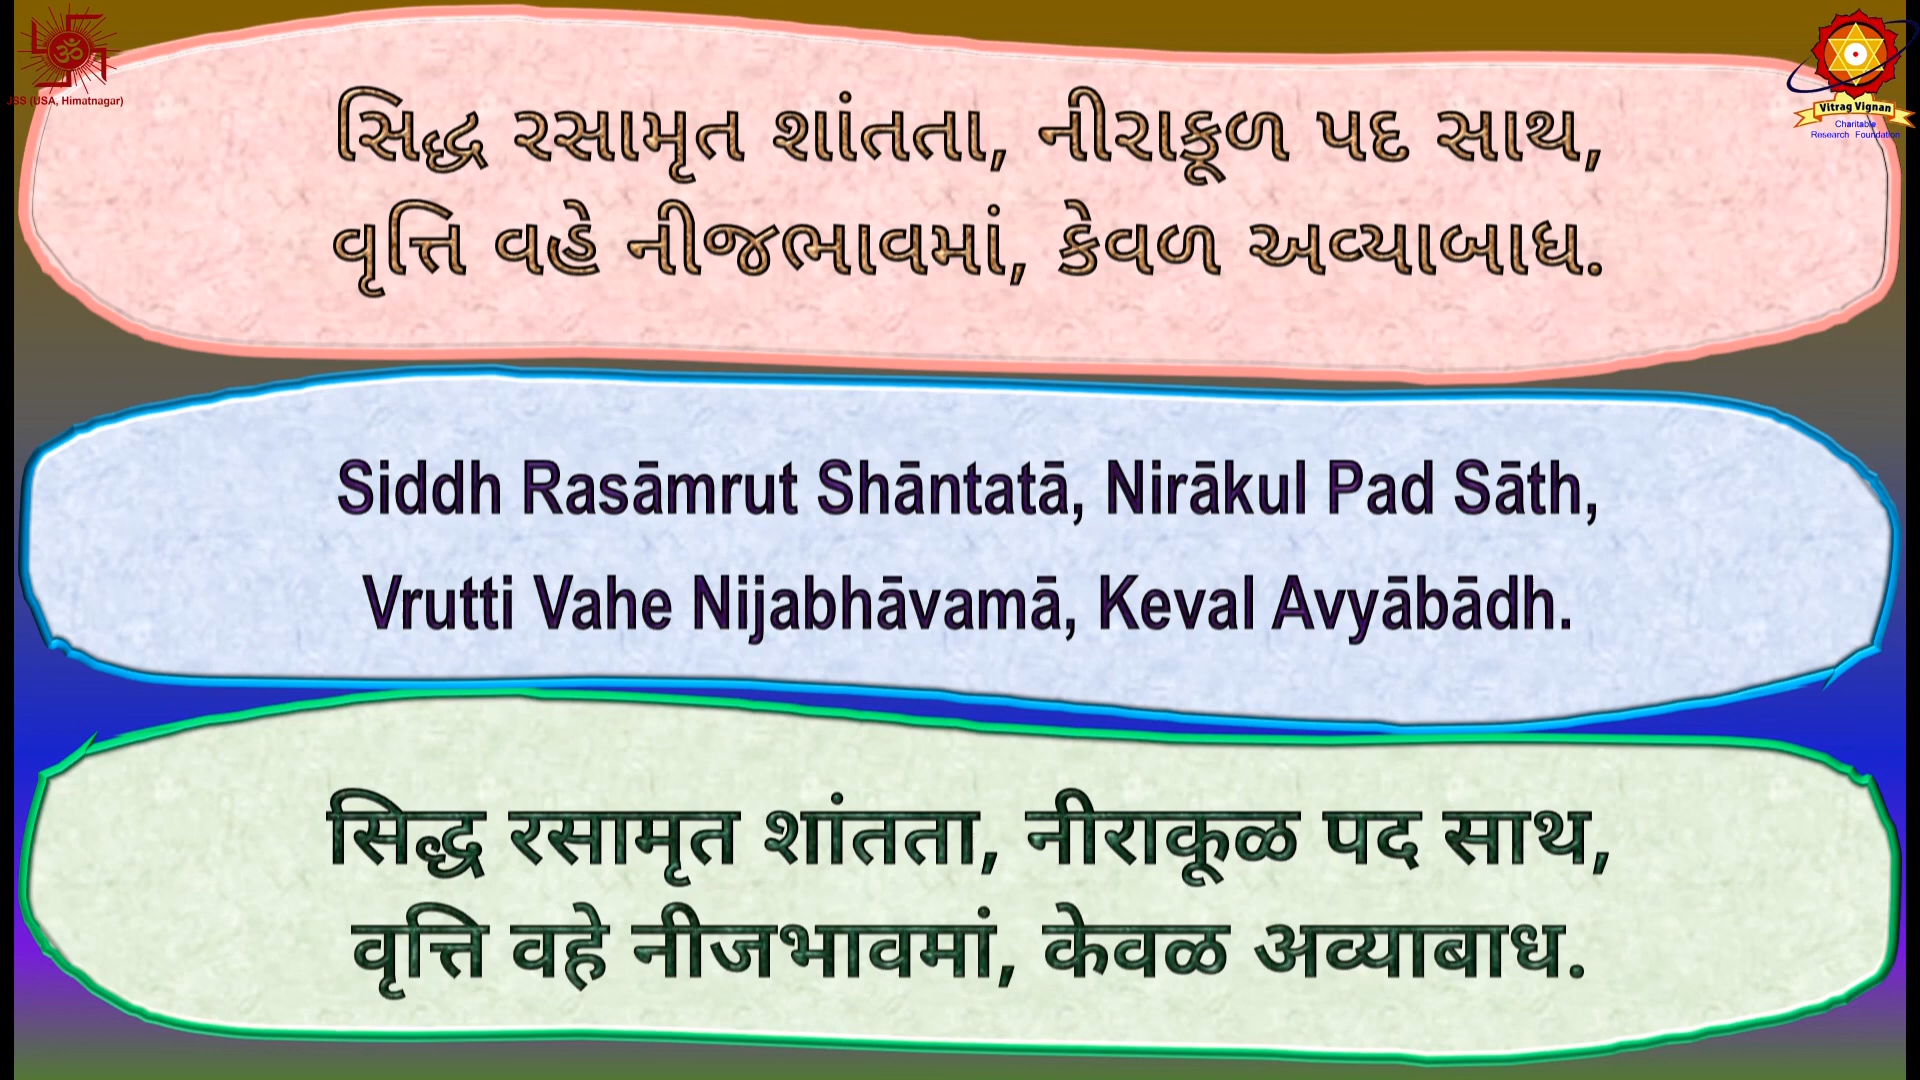 ॐ
JSS (USA, Himatnagar)
Vitrag Vignan
Charitable
Research Foundation
સિદ્ધ રસામૃત શાંતતા, નીરાકૂળ પદ સાથ,
વૃત્તિ વહે નીજભાવમાં, કેવળ અવ્યાબાધ.
Siddh Rasāmrut Shāntatā, Nirākul Pad Sāth,
Vrutti Vahe Nijabhāvamā, Keval Avyābādh.
सिद्ध रसामृत शांतता, नीराकूळ पद साथ,
वृत्ति वहे नीजभावमां, केवळ अव्याबाध.